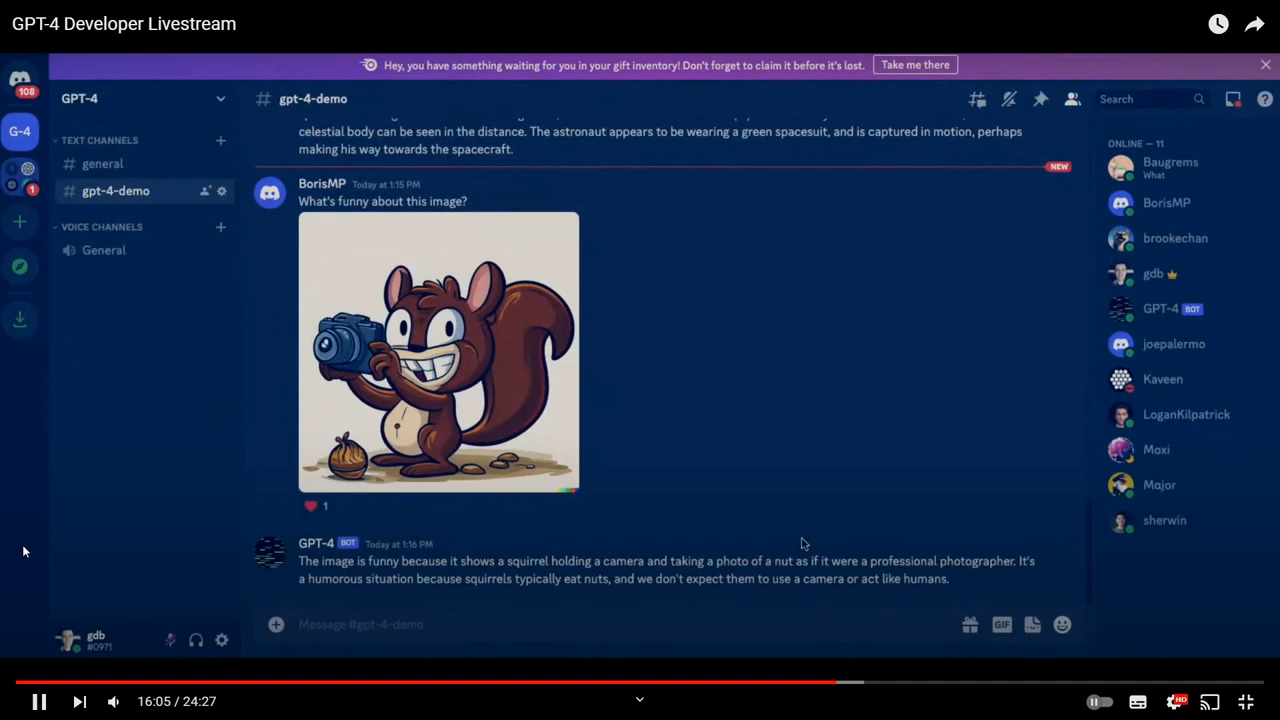 GPT-4 Developer Livestream
Hey, you have something waiting for you in your gift inventory! Don't forget to claim it before it's lost.
Take me there
108
GPT-4
# gpt-4-demo
Search
G-4
1
TEXT CHANNELS
# general
# gpt-4-demo
VOICE CHANNELS
General
celestial body can be seen in the distance. The astronaut appears to be wearing a green spacesuit, and is captured in motion, perhaps
making his way towards the spacecraft.
NEW
BorisMP Today at 1:15 PM
What's funny about this image?
1
GPT-4 BOT Today at 1:16 PM
The image is funny because it shows a squirrel holding a camera and taking a photo of a nut as if it were a professional photographer. It's
a humorous situation because squirrels typically eat nuts, and we don't expect them to use a camera or act like humans.
Message #gpt-4-demo
GIF
ONLINE — 11
Baugrems
What
BorisMP
brookechan
gdb
GPT-4 BOT
joepalermo
Kaveen
LoganKilpatrick
Moxi
Major
sherwin
gdb
#0971
16:05 / 24:27
HD